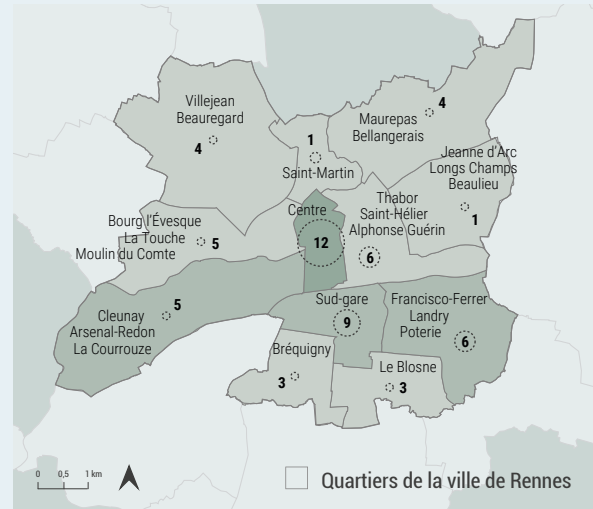 Villejean
Beauregard
4
1
Saint-Martin
4
Maurepas
Bellangerais
Jeanne d'Arc
Longs Champs
Beaulieu
1
Bourg l'Évesque
La Touche
Moulin du Comte
5
Centre
12
Thabor
Saint-Hélier
Alphonse Guérin
6
Cleunay
Arsenal-Redon
La Courrouze
5
Sud-gare
9
Francisco-Ferrer
Landry
Poterie
6
Bréquigny
3
Le Blosne
3
0 0,5 1 km
Quartiers de la ville de Rennes